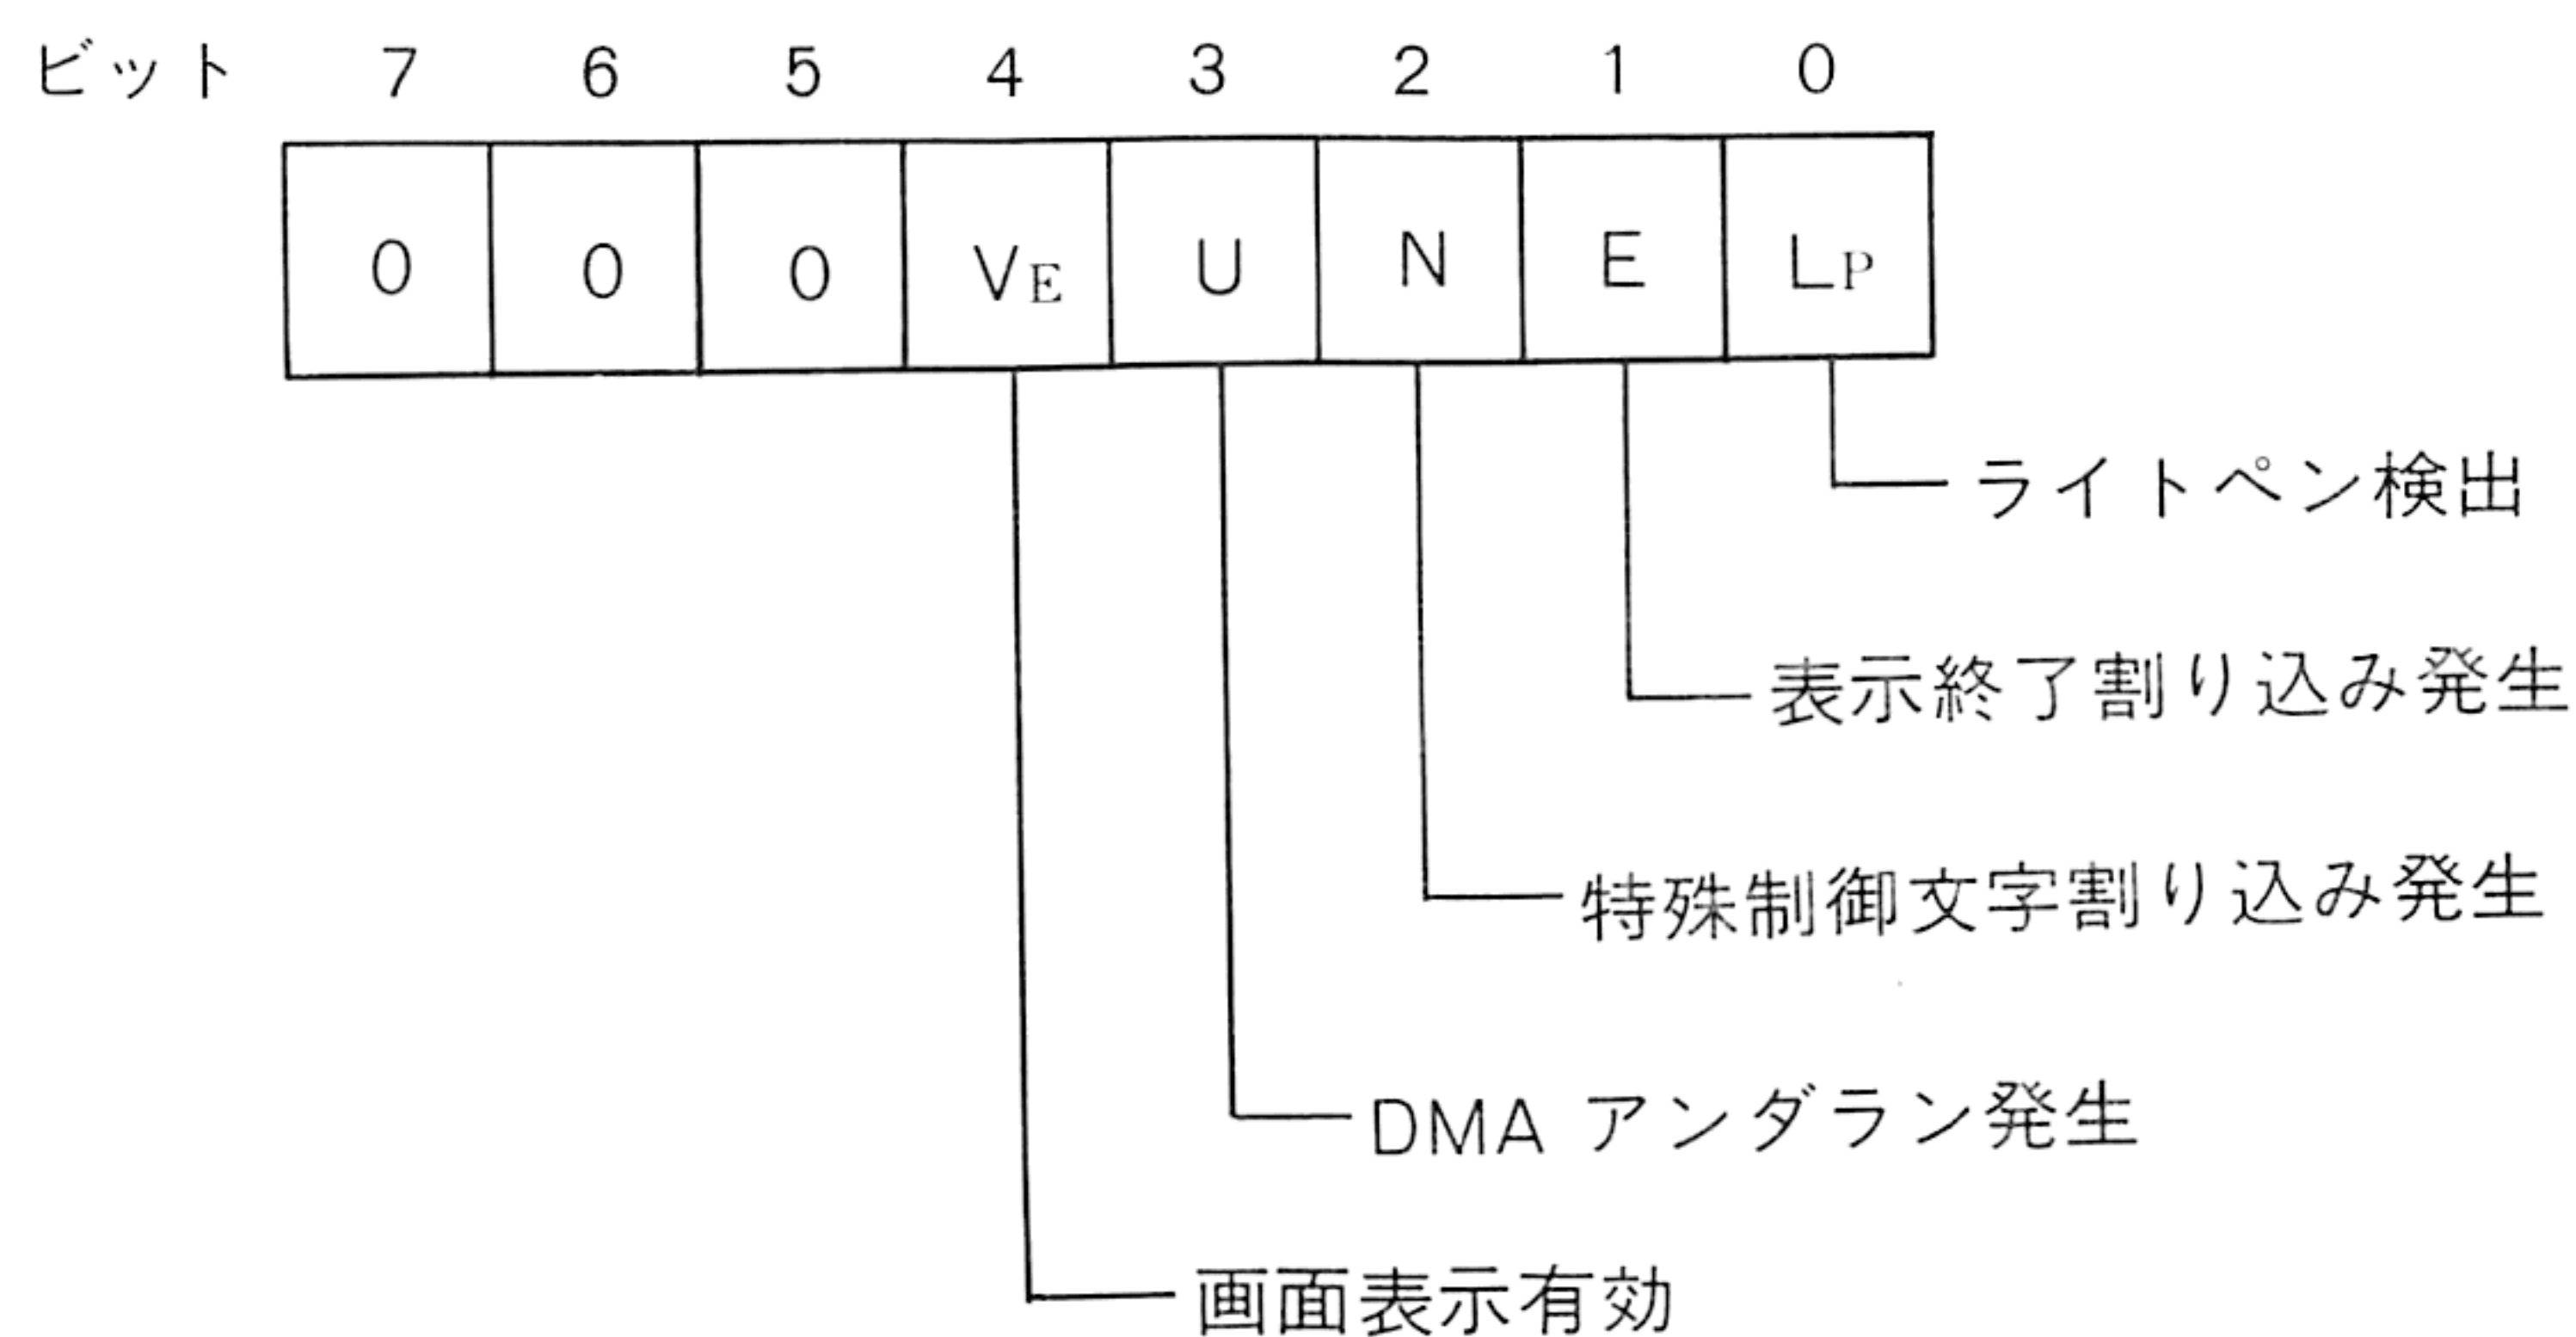 ビット 7 6 5 4 3 2 1 0
0 0 0 VE U N E LP
ライトペン検出
表示終了割り込み発生
特殊制御文字割り込み発生
DMA アンダラン発生
画面表示有効